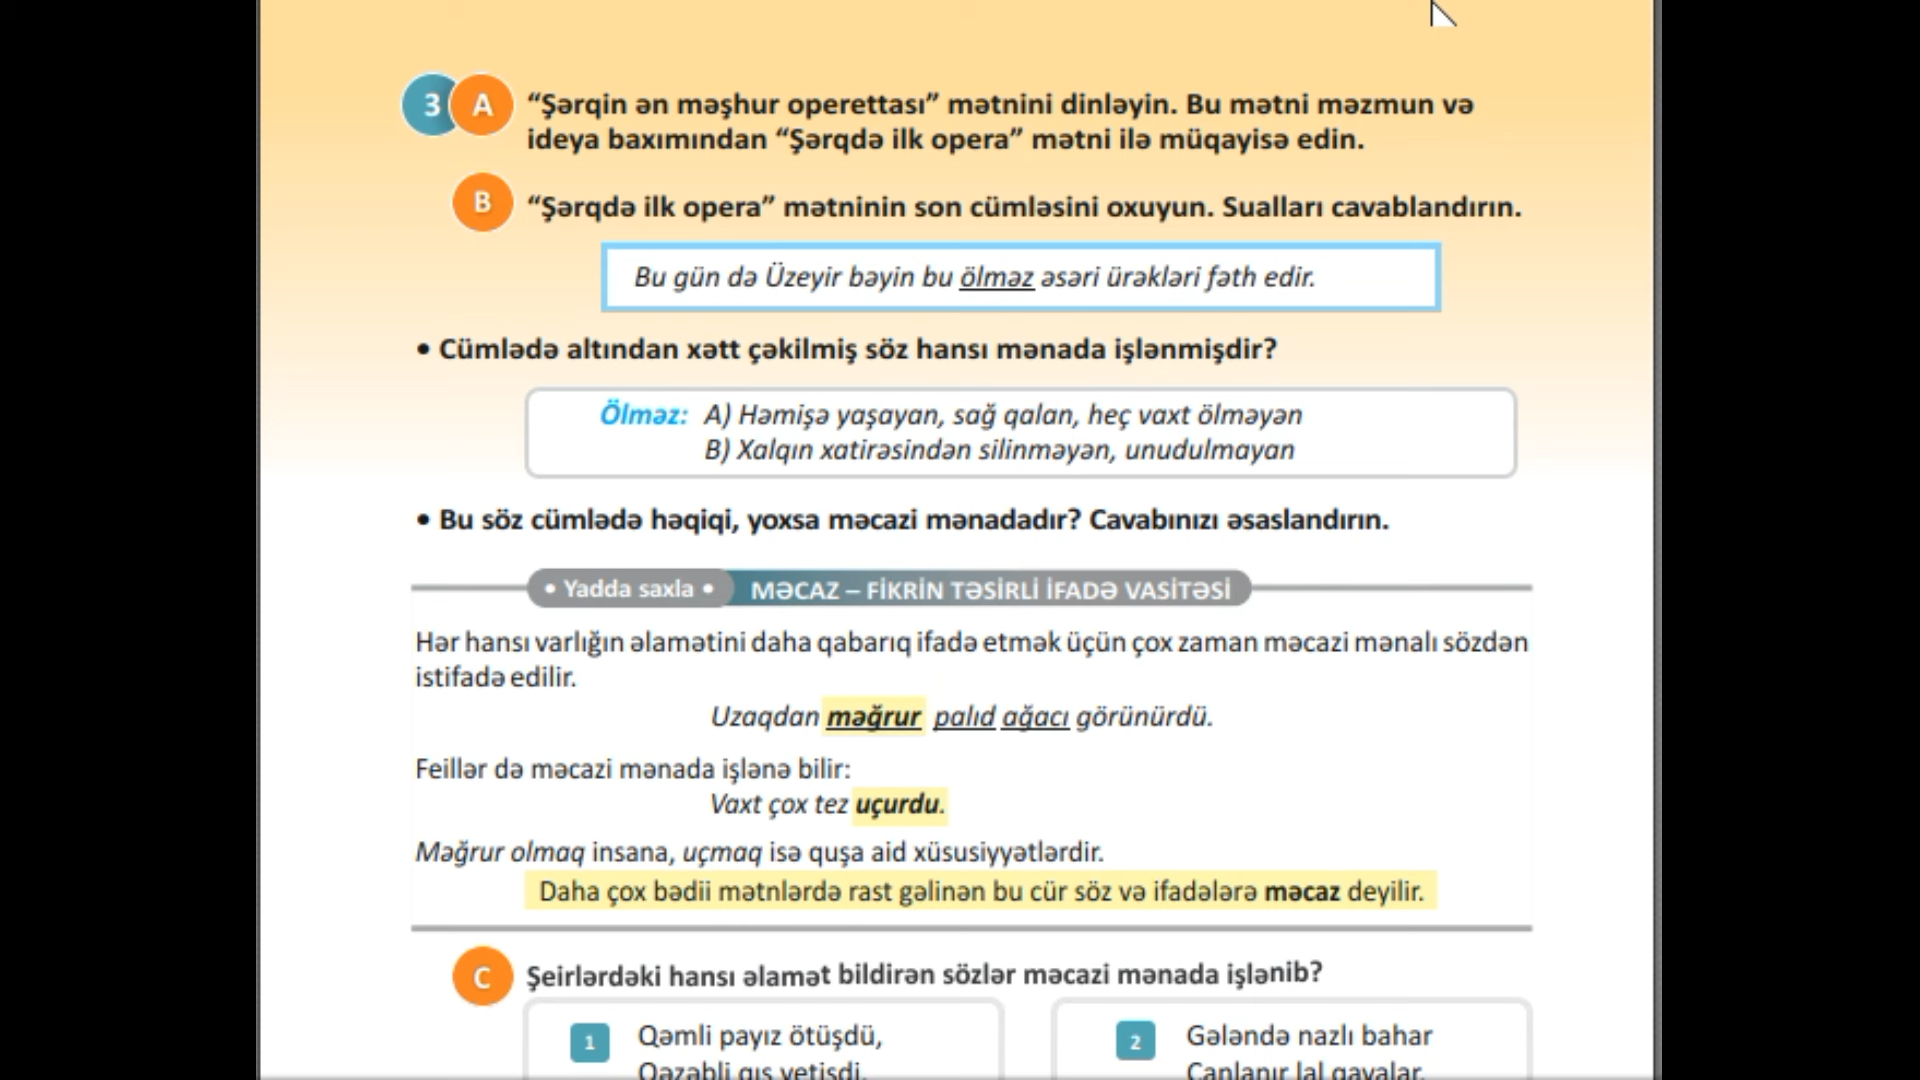 3 A “Şərqin ən məşhur operettası” mətnini dinləyin. Bu mətni məzmun və
ideya baxımından “Şərqdə ilk opera” mətni ilə müqayisə edin.
B “Şərqdə ilk opera” mətninin son cümləsini oxuyun. Sualları cavablandırın.
Bu gün də Üzeyir bəyin bu ölməz əsəri ürəkləri fəth edir.
• Cümlədə altından xətt çəkilmiş söz hansı mənada işlənmişdir?
Ölməz: A) Həmişə yaşayan, sağ qalan, heç vaxt ölməyən
B) Xalqın xatirəsindən silinməyən, unudulmayan
• Bu söz cümlədə həqiqi, yoxsa məcazi mənadadır? Cavabınızı əsaslandırın.
• Yadda saxla • MƏCAZ – FİKRİN TƏSİRLİ İFADƏ VASİTƏSİ
Hər hansı varlığın əlamətini daha qabarıq ifadə etmək üçün çox zaman məcazi mənalı sözdən
istifadə edilir.
Uzaqdan məğrur palıd ağacı görünürdü.
Feillər də məcazi mənada işlənə bilir:
Vaxt çox tez uçurdu.
Məğrur olmaq insana, uçmaq isə quşa aid xüsusiyyətlərdir.
Daha çox bədii mətnlərdə rast gəlinən bu cür söz və ifadələrə məcaz deyilir.
C Şeirlərdəki hansı əlamət bildirən sözlər məcazi mənada işlənib?
1 Qəmli payız ötüşdü,
Qəzəbli qış yetişdi.
2 Gələndə nazlı bahar
Canlanır lal qayalar.